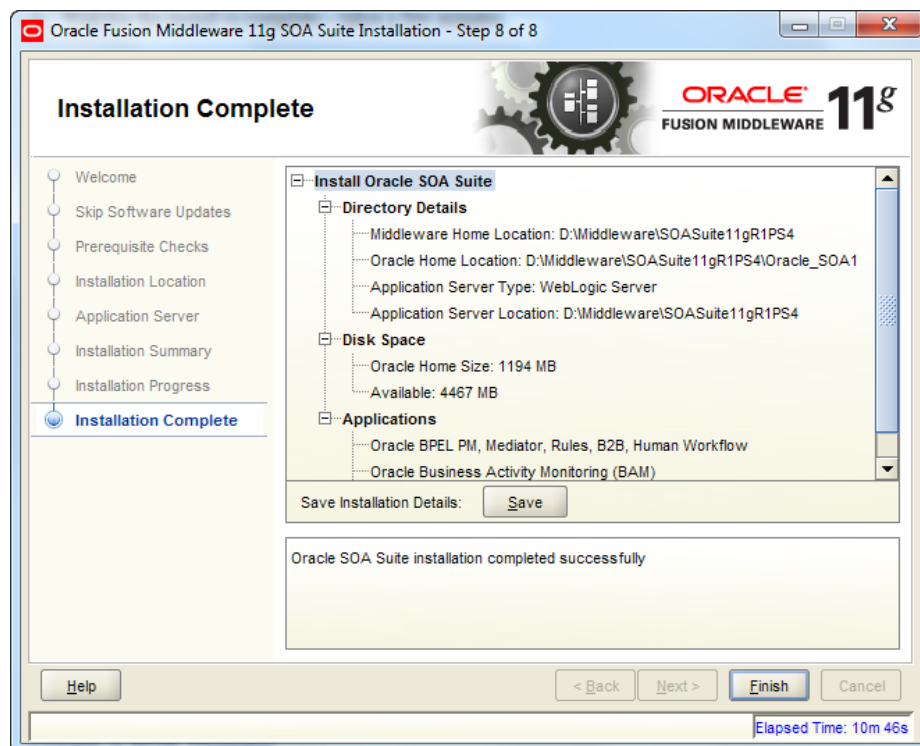 Oracle Fusion Middleware 11g SOA Suite Installation - Step 8 of 8
Installation Complete
ORACLE®
FUSION MIDDLEWARE 11g
Welcome
Skip Software Updates
Prerequisite Checks
Installation Location
Application Server
Installation Summary
Installation Progress
Installation Complete
Install Oracle SOA Suite
Directory Details
Middleware Home Location: D:\Middleware\SOASuite11gR1PS4
Oracle Home Location: D:\Middleware\SOASuite11gR1PS4\Oracle_SOA1
Application Server Type: WebLogic Server
Application Server Location: D:\Middleware\SOASuite11gR1PS4
Disk Space
Oracle Home Size: 1194 MB
Available: 4467 MB
Applications
Oracle BPEL PM, Mediator, Rules, B2B, Human Workflow
Oracle Business Activity Monitoring (BAM)
Save Installation Details: Save
Oracle SOA Suite installation completed successfully
Help < Back Next > Finish Cancel
Elapsed Time: 10m 46s